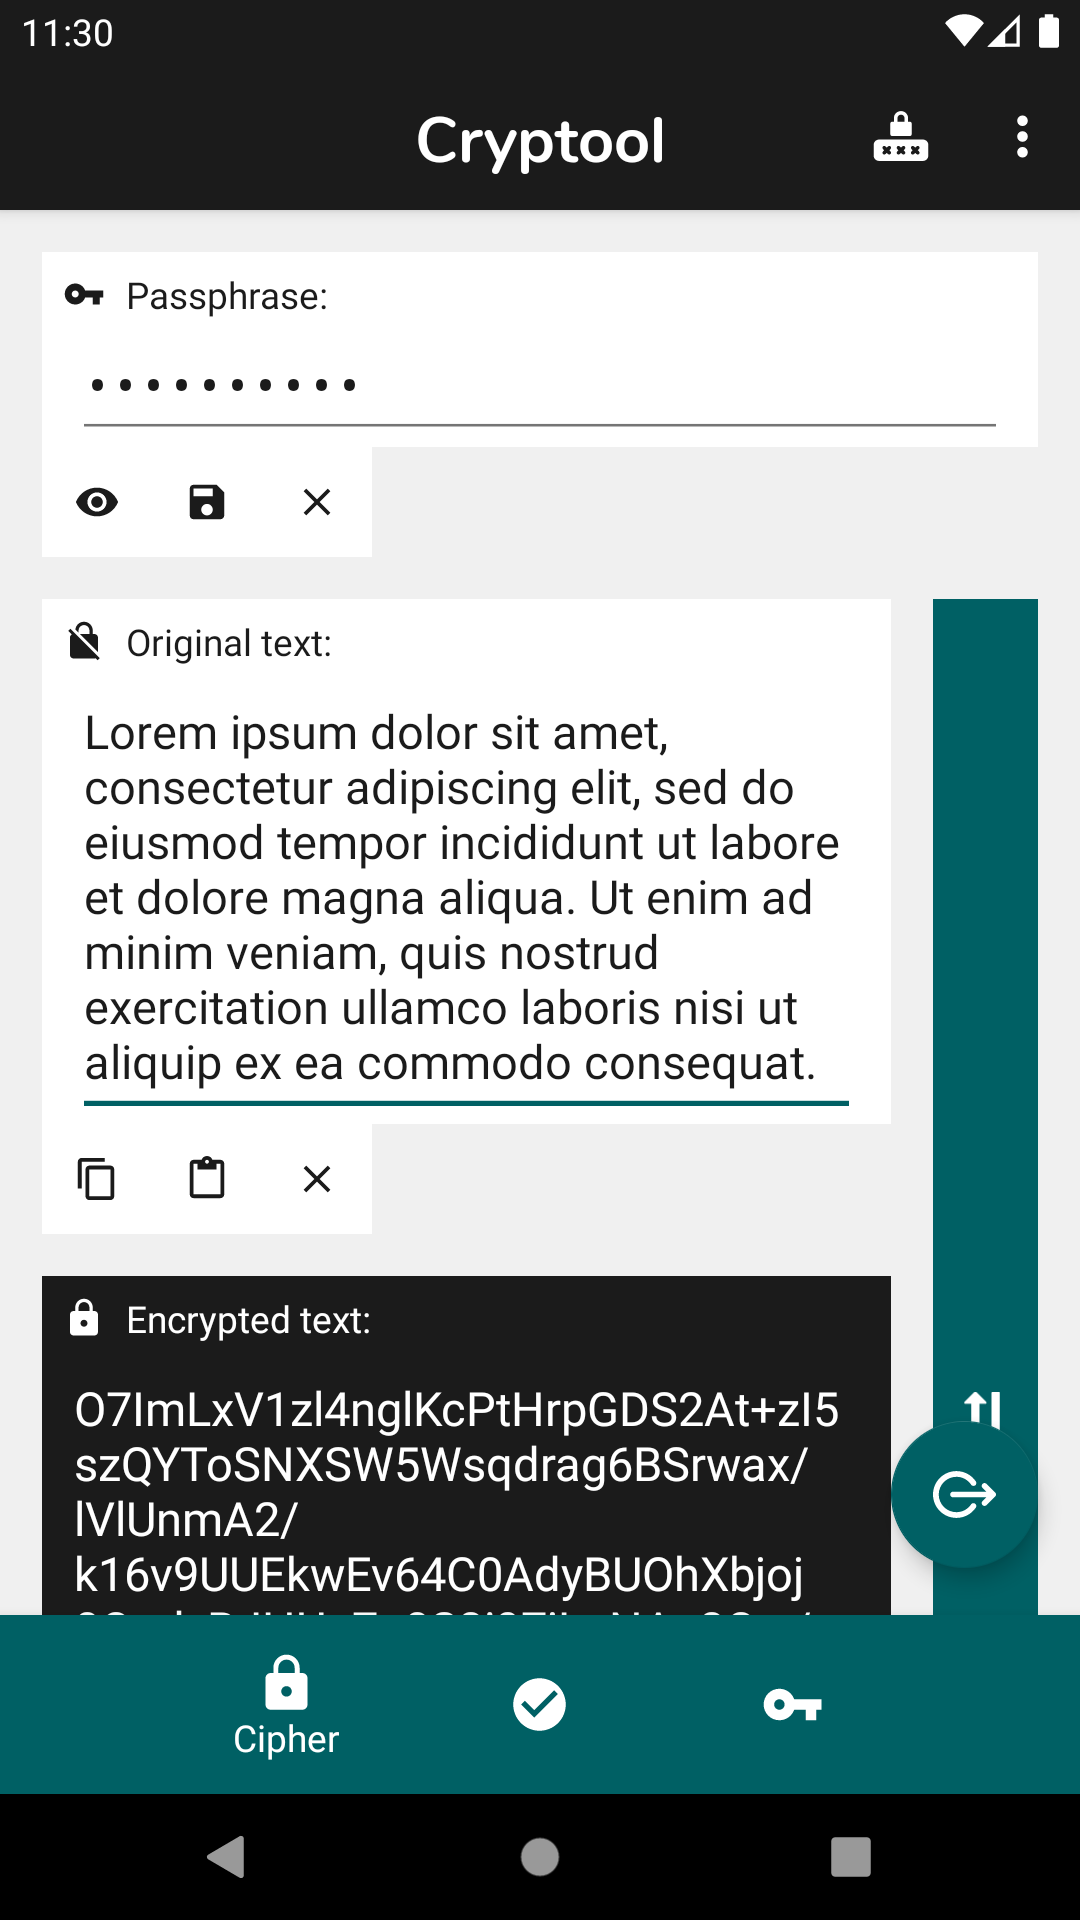 11:30
Cryptool
Passphrase:
••••••••••
Original text:
Lorem ipsum dolor sit amet,
consectetur adipiscing elit, sed do
eiusmod tempor incididunt ut labore
et dolore magna aliqua. Ut enim ad
minim veniam, quis nostrud
exercitation ullamco laboris nisi ut
aliquip ex ea commodo consequat.
Encrypted text:
O7ImLxV1zl4nglKcPtHrpGDS2At+zI5
szQYToSNXSW5Wsqdrag6BSrwax/
lVlUnmA2/
k16v9UUEkwEv64C0AdyBUOhXbjoj
Cipher